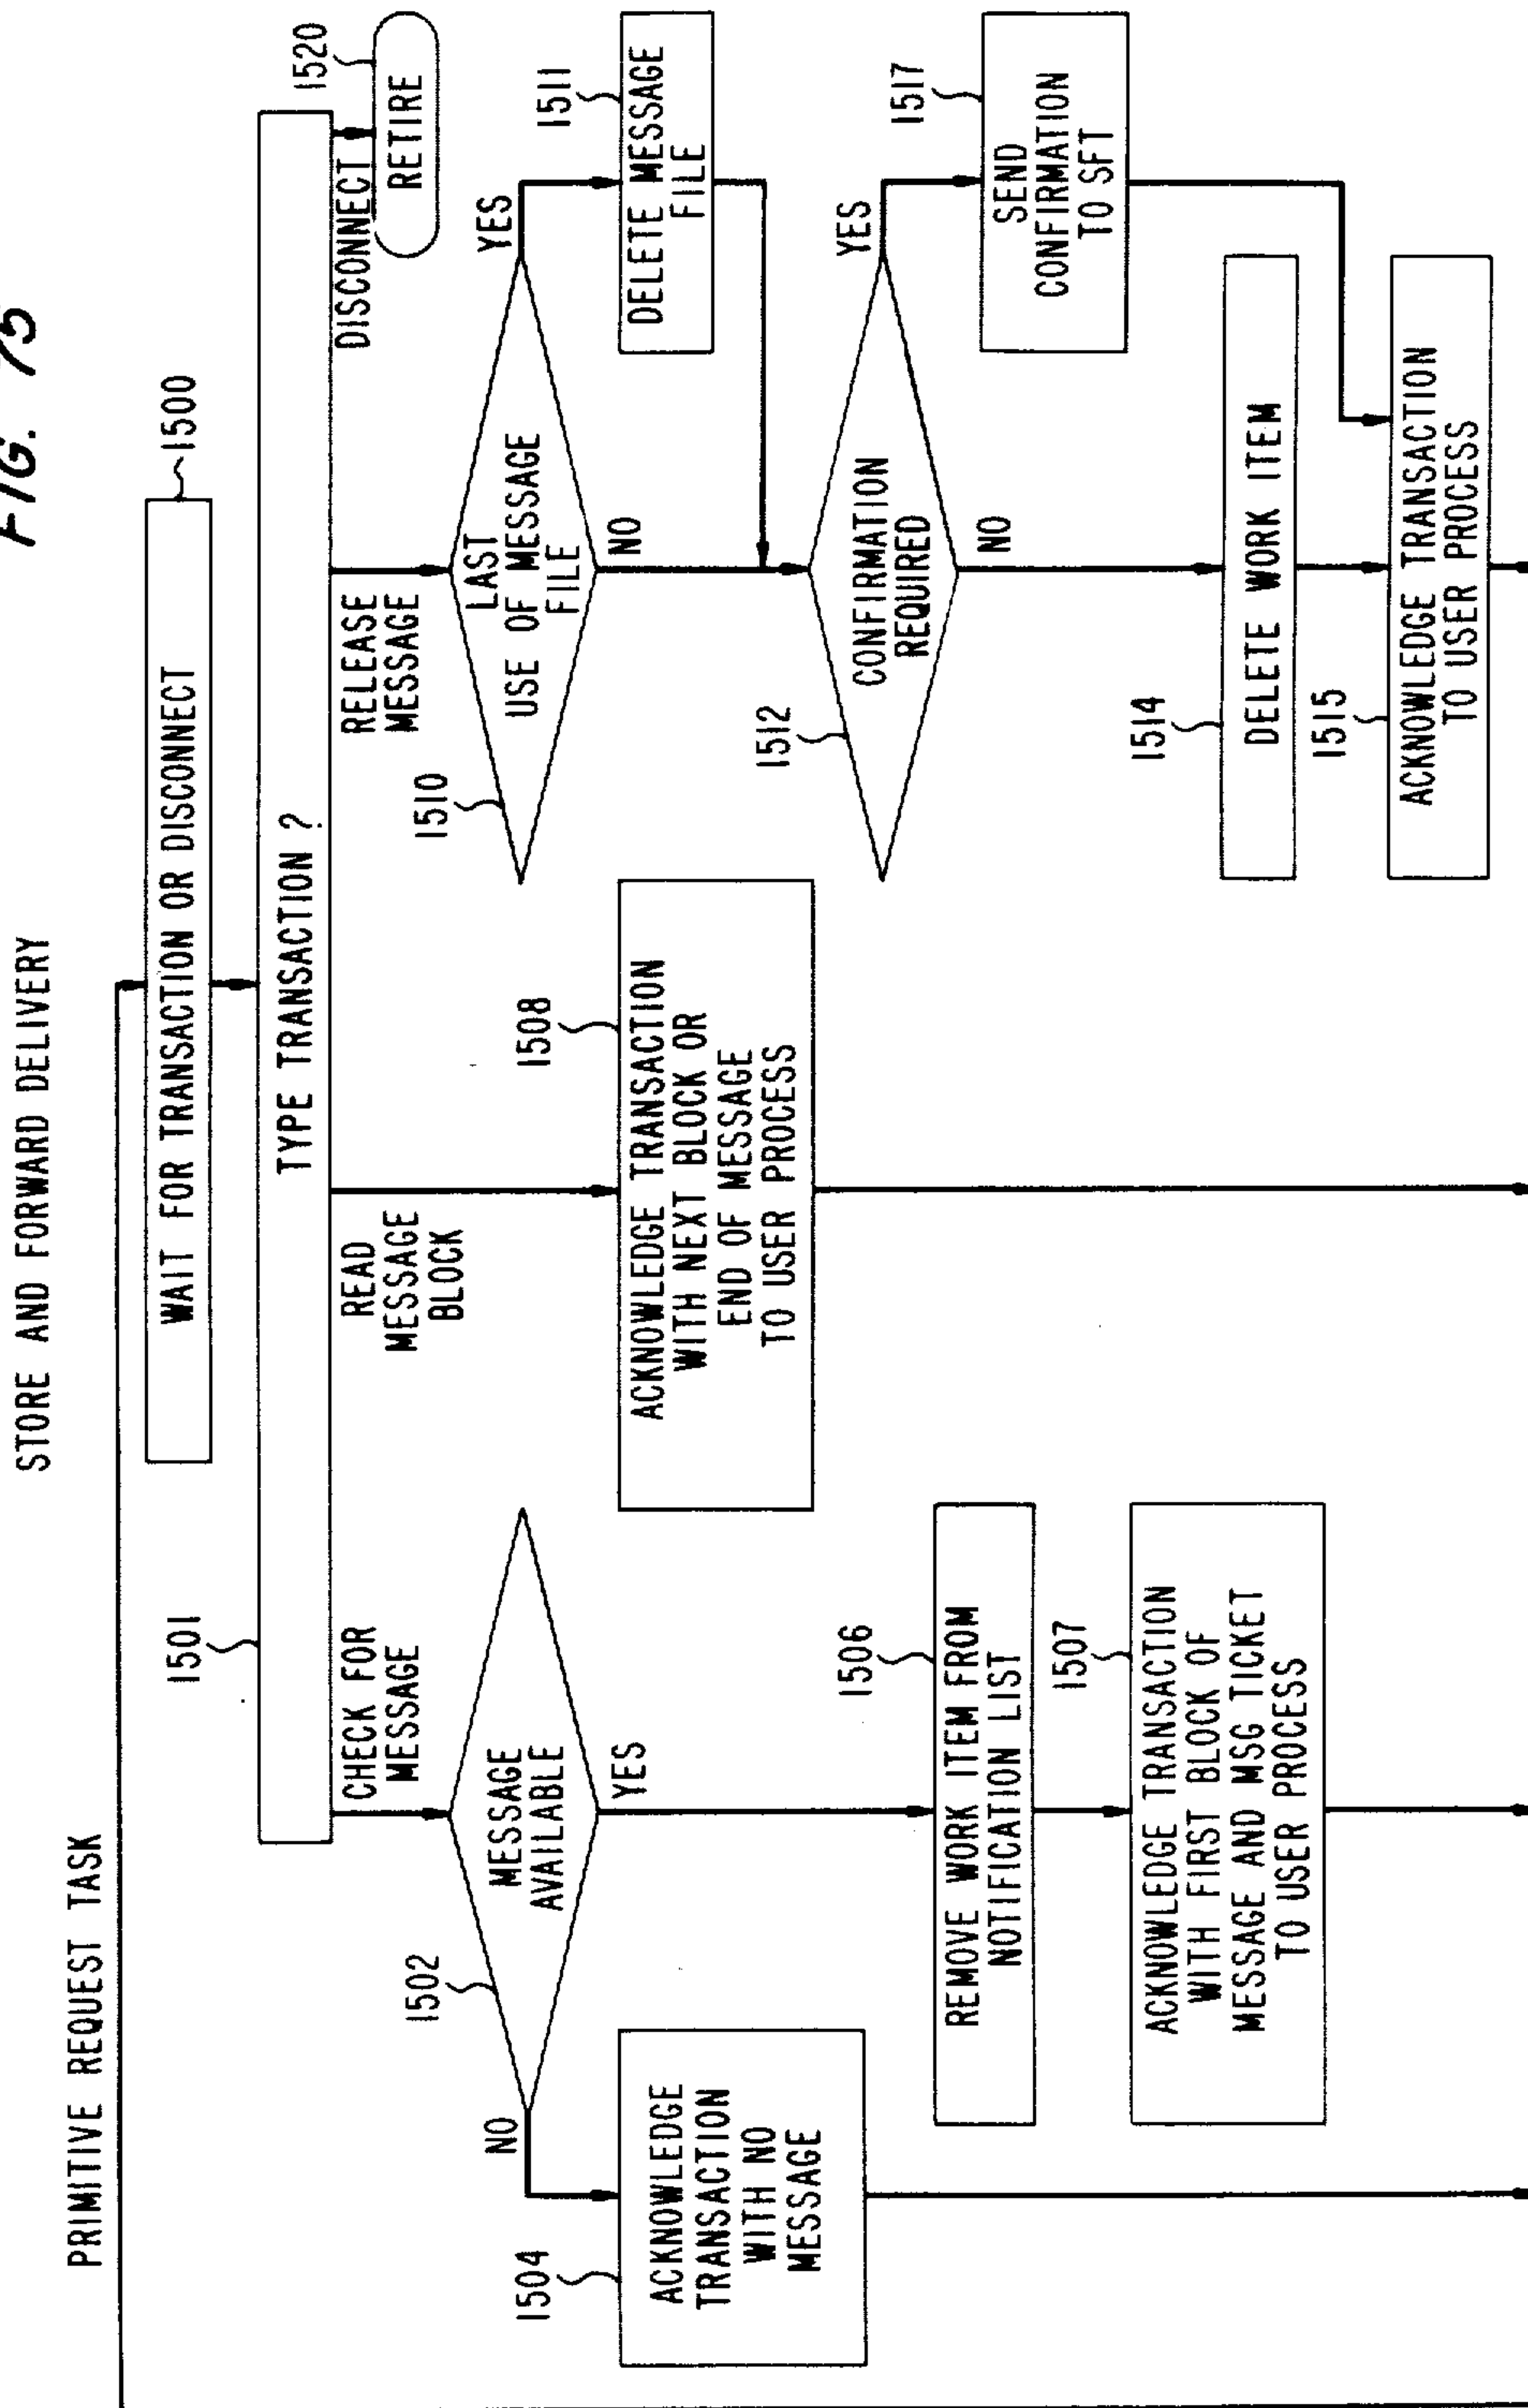 FIG. 75
STORE AND FORWARD DELIVERY
PRIMITIVE REQUEST TASK
WAIT FOR TRANSACTION OR DISCONNECT
1500
1501
TYPE TRANSACTION ?
CHECK FOR
MESSAGE
READ
MESSAGE
BLOCK
RELEASE
MESSAGE
DISCONNECT
1520
RETIRE
1502
MESSAGE
AVAILABLE
NO
YES
1504
ACKNOWLEDGE
TRANSACTION
WITH NO
MESSAGE
1506
REMOVE WORK ITEM FROM
NOTIFICATION LIST
1507
ACKNOWLEDGE TRANSACTION
WITH FIRST BLOCK OF
MESSAGE AND MSG TICKET
TO USER PROCESS
1508
ACKNOWLEDGE TRANSACTION
WITH NEXT BLOCK OR
END OF MESSAGE
TO USER PROCESS
1510
LAST
USE OF MESSAGE
FILE
YES
NO
1511
DELETE MESSAGE
FILE
1512
CONFIRMATION
REQUIRED
YES
NO
1517
SEND
CONFIRMATION
TO SFT
1514
DELETE WORK ITEM
1515
ACKNOWLEDGE TRANSACTION
TO USER PROCESS